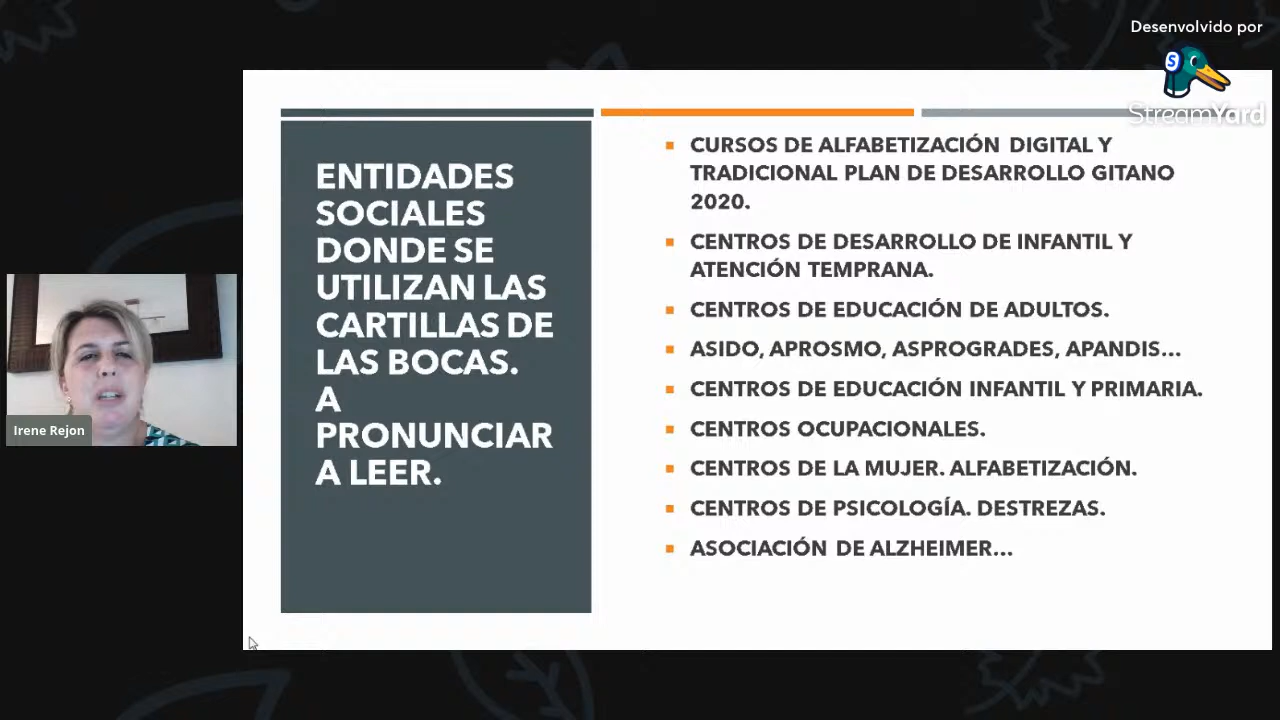 Desenvolvido por
StreamYard
ENTIDADES
SOCIALES
DONDE SE
UTILIZAN LAS
CARTILLAS DE
LAS BOCAS.
A
PRONUNCIAR
A LEER.
CURSOS DE ALFABETIZACIÓN DIGITAL Y
TRADICIONAL PLAN DE DESARROLLO GITANO
2020.
CENTROS DE DESARROLLO DE INFANTIL Y
ATENCIÓN TEMPRANA.
CENTROS DE EDUCACIÓN DE ADULTOS.
ASIDO, APROSMO, ASPROGRADES, APANDIS...
CENTROS DE EDUCACIÓN INFANTIL Y PRIMARIA.
CENTROS OCUPACIONALES.
CENTROS DE LA MUJER. ALFABETIZACIÓN.
CENTROS DE PSICOLOGÍA. DESTREZAS.
ASOCIACIÓN DE ALZHEIMER...
Irene Rejon